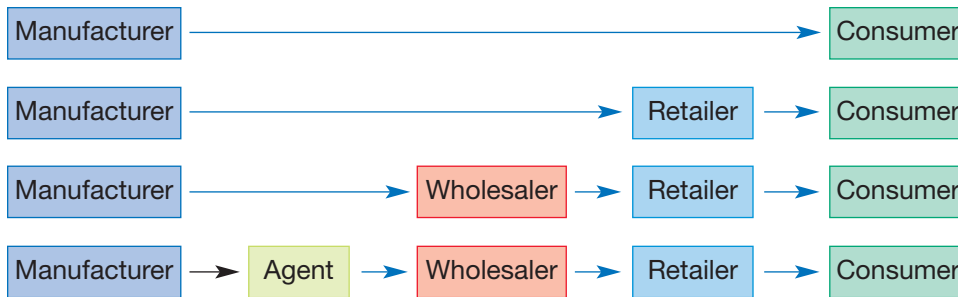 Manufacturer Consumer
Manufacturer Retailer Consumer
Manufacturer Wholesaler Retailer Consumer
Manufacturer Agent Wholesaler Retailer Consumer